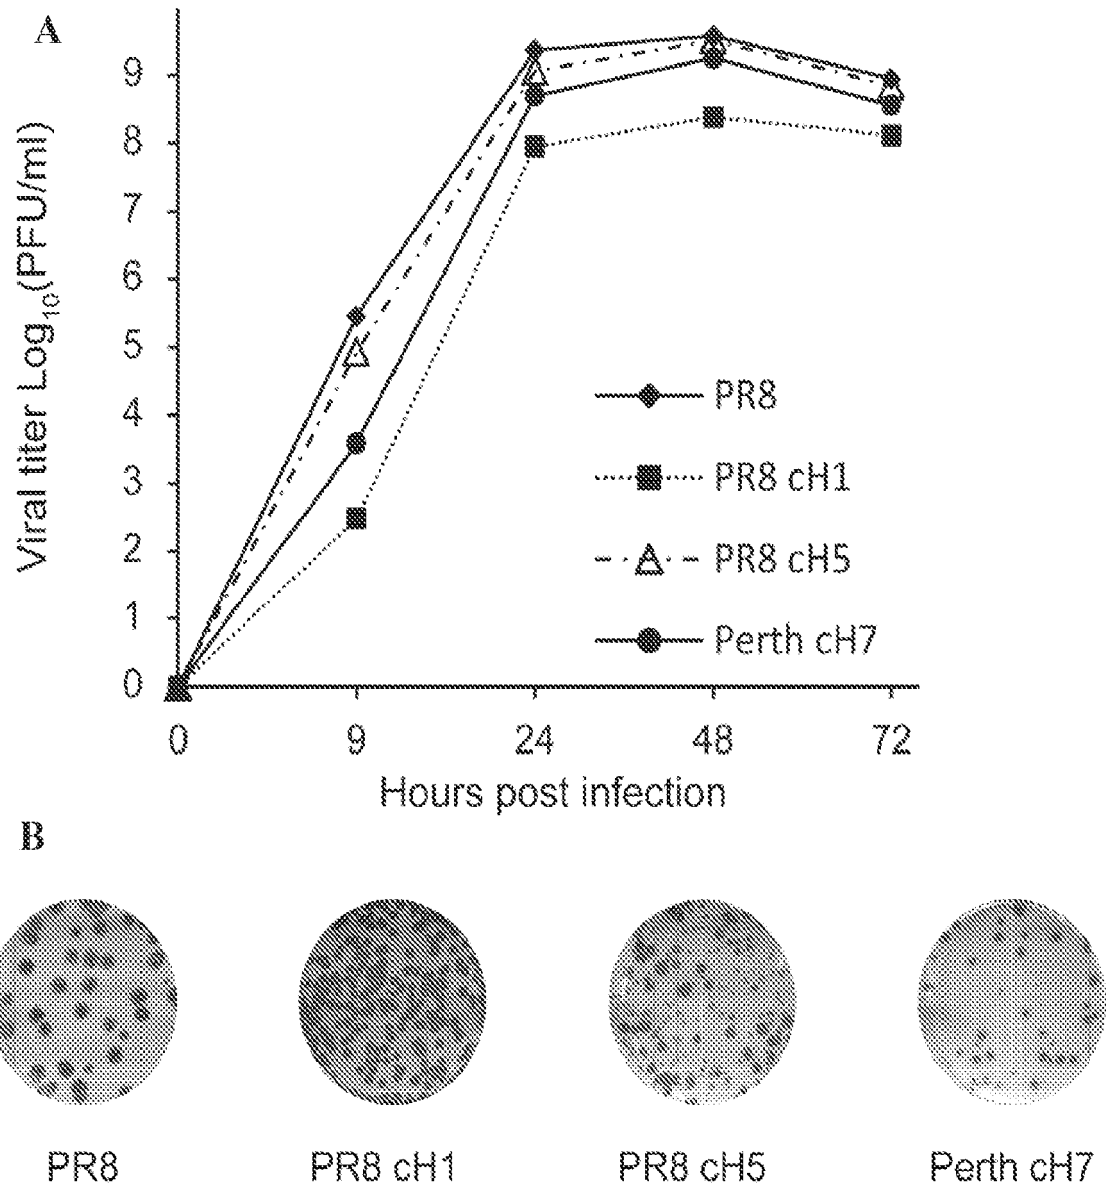 A
Viral titer Log10(PFU/ml)
9
8
7
6
5
4
3
2
1
0
PR8
PR8 cH1
PR8 cH5
Perth cH7
0 9 24 48 72
Hours post infection
B
PR8 PR8 cH1 PR8 cH5 Perth cH7